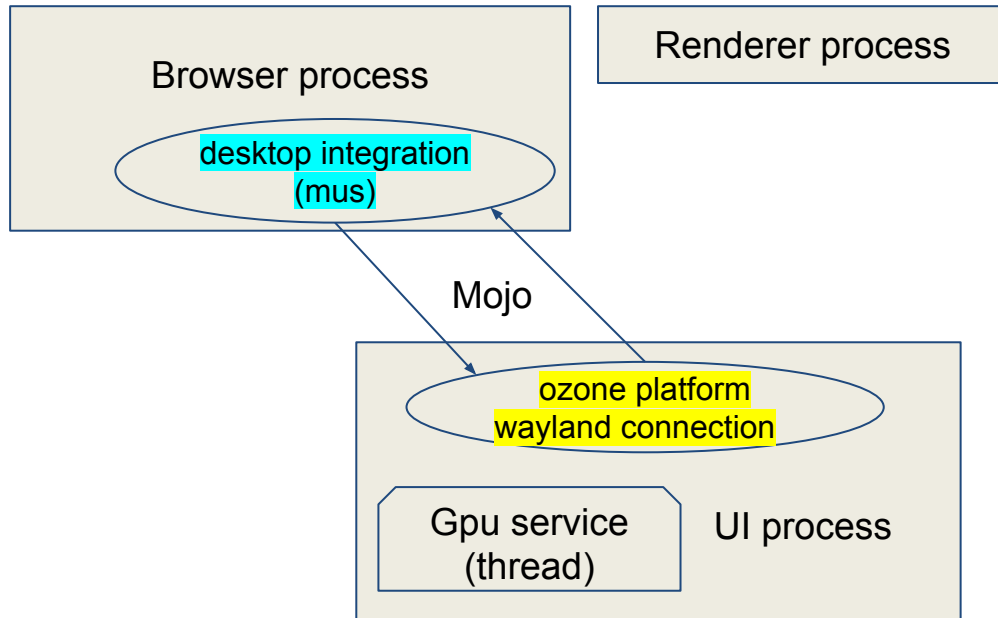 Browser process
Renderer process
desktop integration
(mus)
Mojo
ozone platform
wayland connection
Gpu service
(thread)
UI process